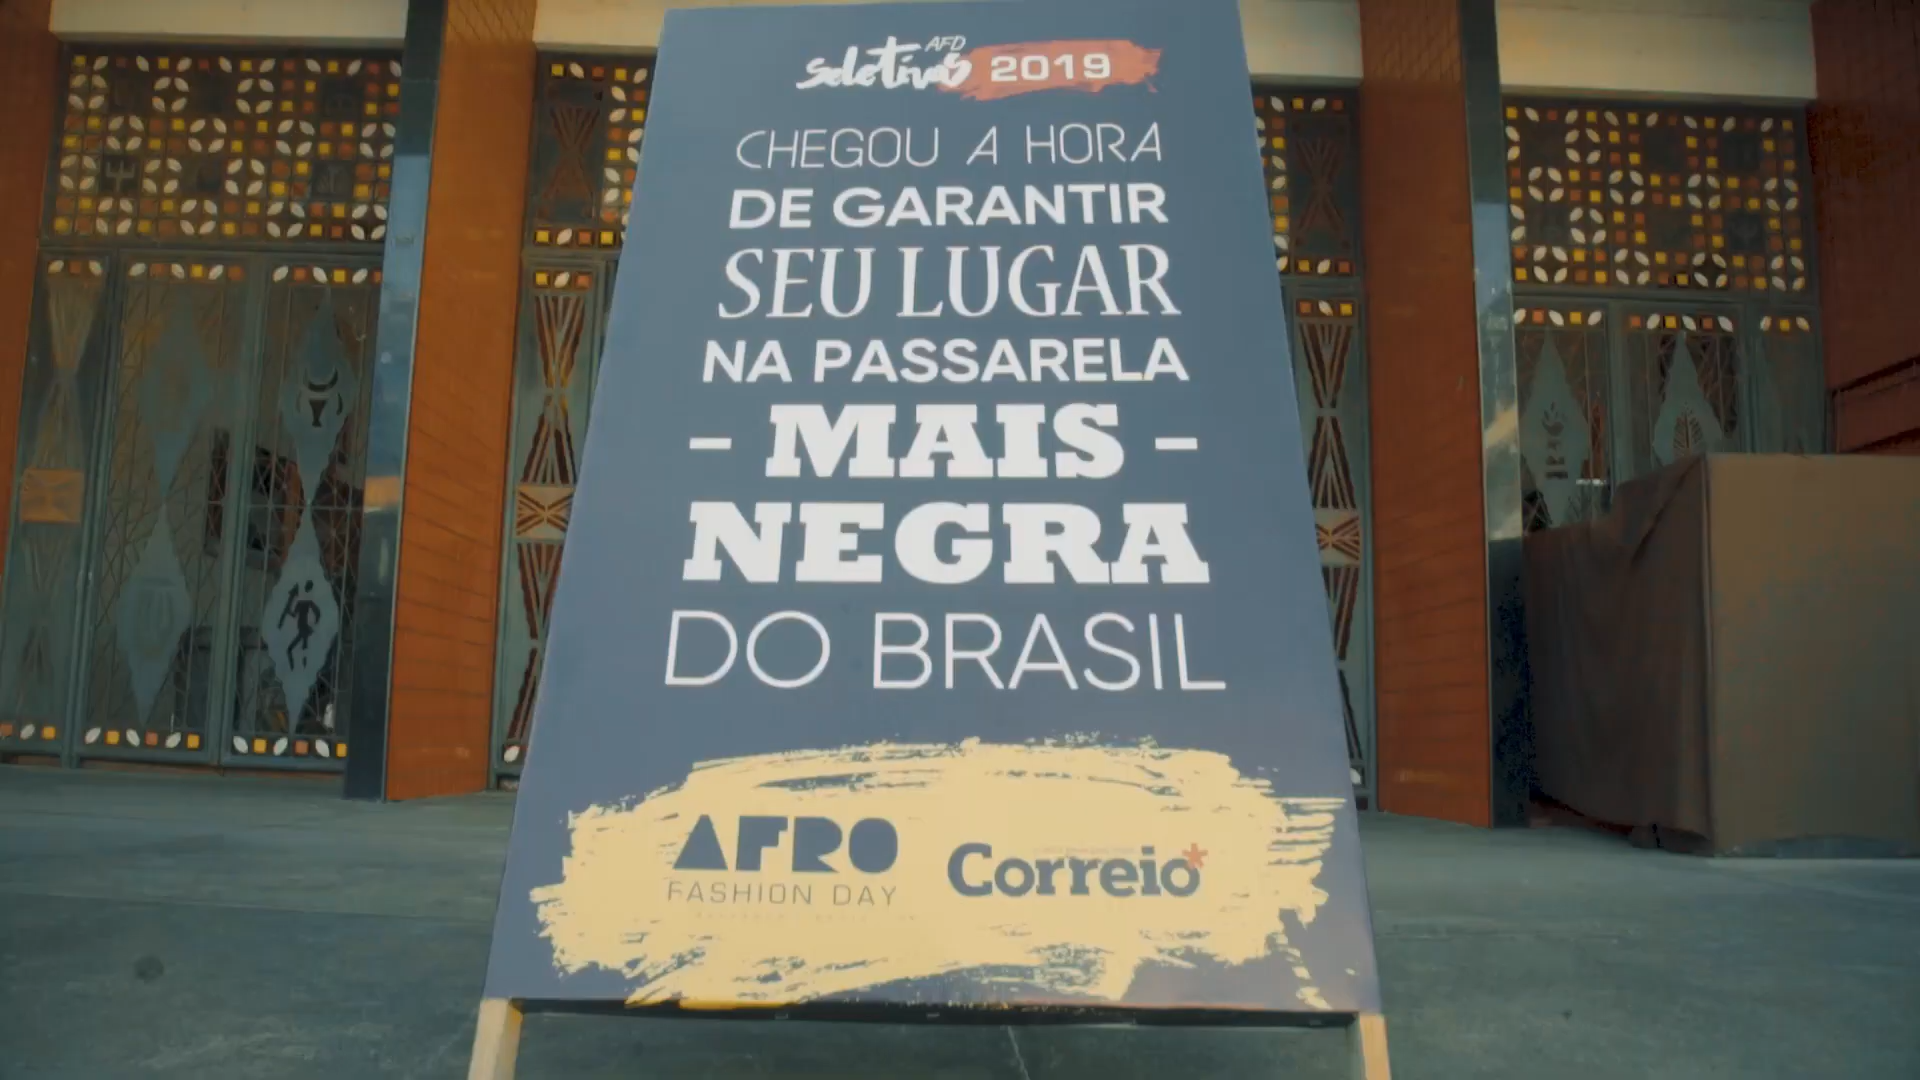 seletivas AFD 2019
CHEGOU A HORA
DE GARANTIR
SEU LUGAR
NA PASSARELA
- MAIS -
NEGRA
DO BRASIL
AFRO
FASHION DAY
Correio*